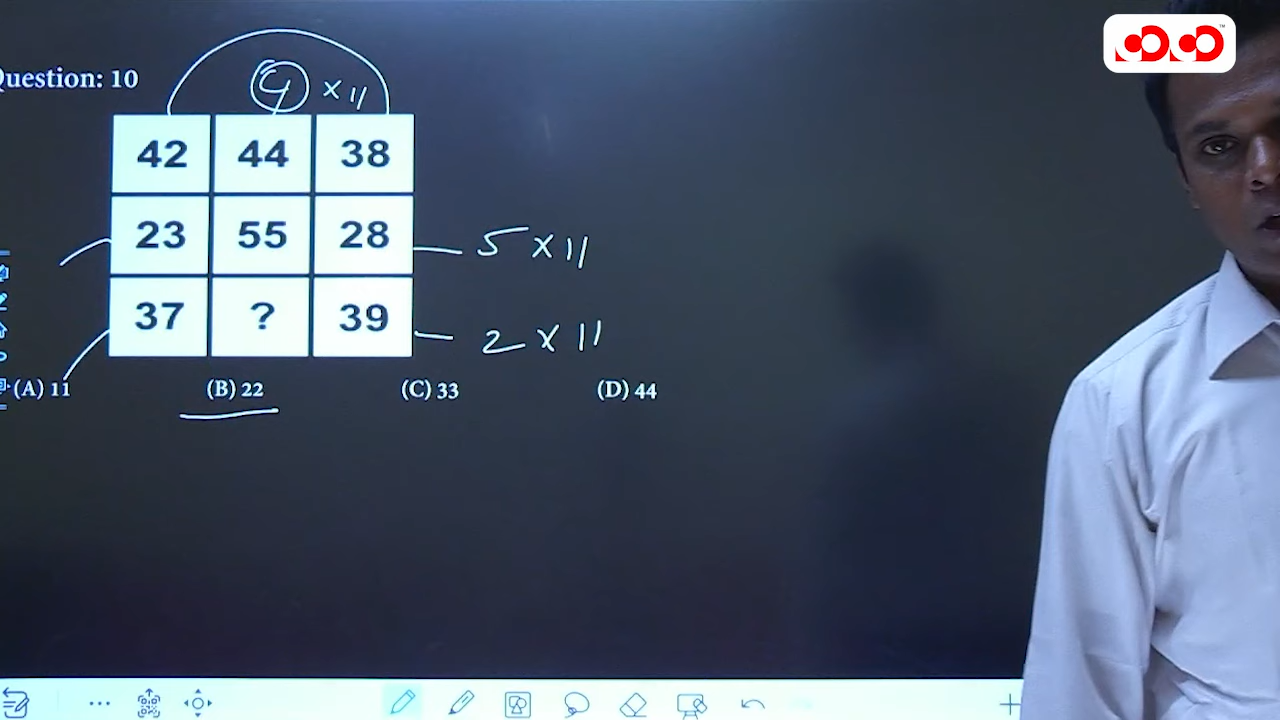 Question: 10
4 × 11
42 44 38
23 55 28 5 × 11
37 ? 39 2 × 11
(A) 11 (B) 22 (C) 33 (D) 44